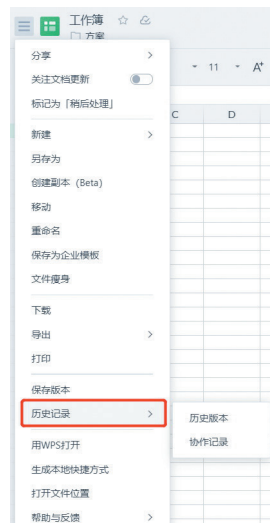 工作簿
方案
分享
关注文档更新
11 A+
标记为「稍后处理」
C D
新建
另存为
创建副本 (Beta)
移动
重命名
保存为企业模板
文件瘦身
下载
导出
打印
保存版本
历史记录
历史版本
用WPS打开
协作记录
生成本地快捷方式
打开文件位置
帮助与反馈